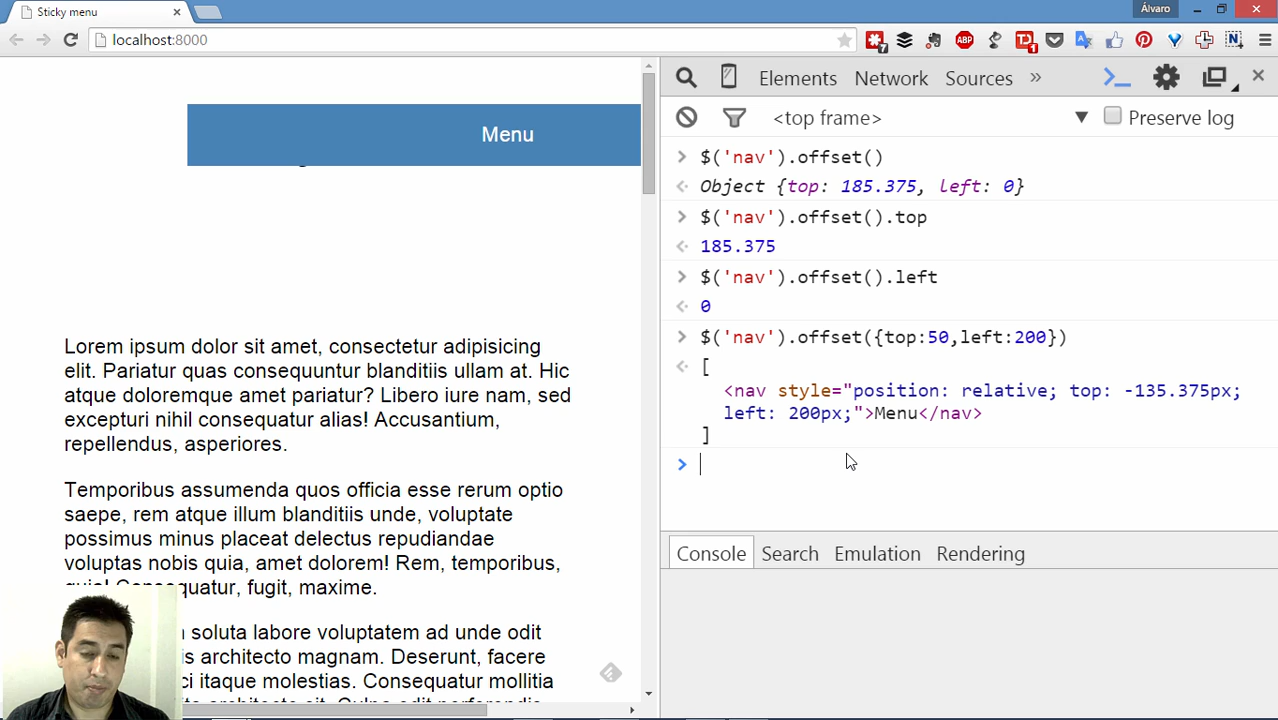 Sticky menu
Álvaro
localhost:8000
7
1
Menu
Lorem ipsum dolor sit amet, consectetur adipisicing
elit. Pariatur quas consequuntur blanditiis ullam at. Hic
atque doloremque amet pariatur? Libero iure nam, sed
excepturi nihil consequatur alias! Accusantium,
repellendus, asperiores.
Temporibus assumenda quos officia esse rerum optio
saepe, rem atque illum blanditiis unde, voluptate
possimus minus placeat delectus repudiandae
voluptas nobis quia, amet dolorem! Rem, temporibus,
quia! Consequatur, fugit, maxime.
soluta labore voluptatem ad unde odit
architecto magnam. Deserunt, facere
itaque molestias. Consequatur mollitia
Elements Network Sources »
<top frame> ▼ Preserve log
> $('nav').offset()
Object {top: 185.375, left: 0}
> $('nav').offset().top
185.375
> $('nav').offset().left
0
> $('nav').offset({top:50,left:200})
[
<nav style="position: relative; top: -135.375px;
left: 200px;">Menu</nav>
]
>
Console Search Emulation Rendering